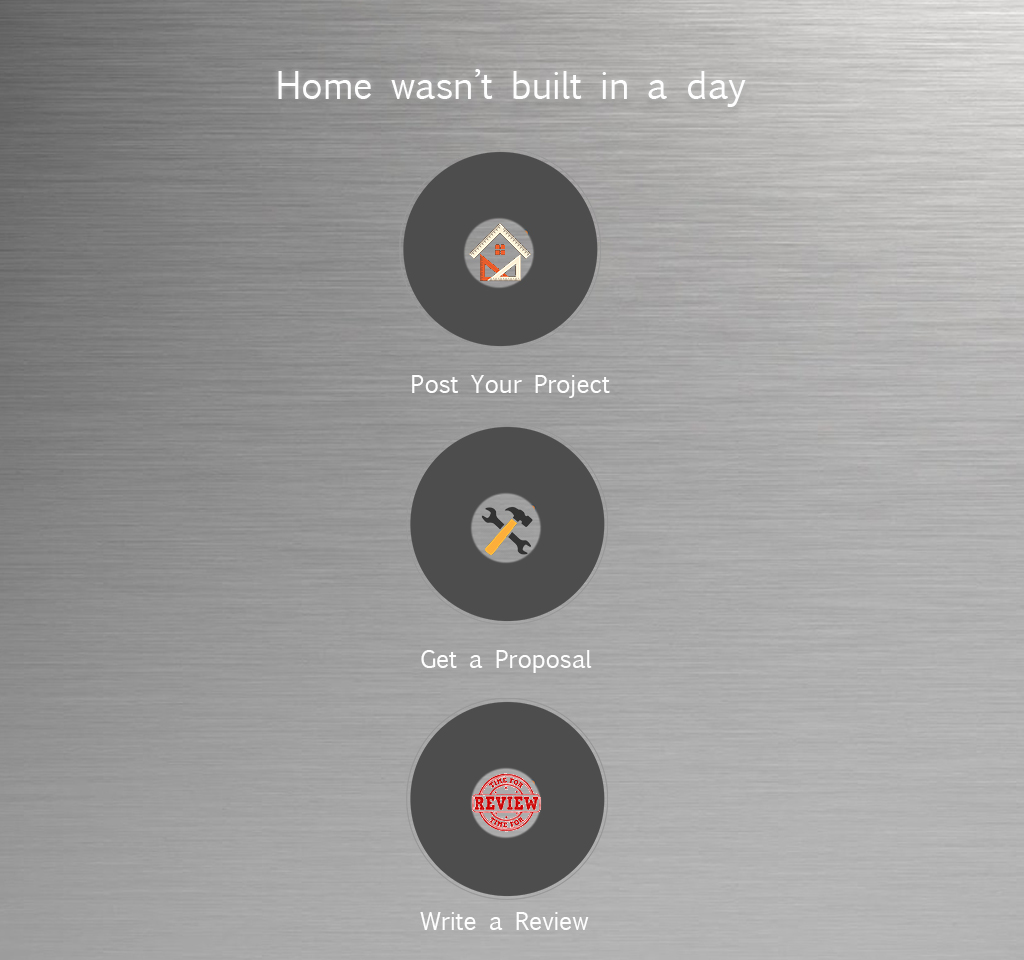 Home wasn’t built in a day
Post Your Project
Get a Proposal
TIME FOR
REVIEW
TIME FOR
Write a Review